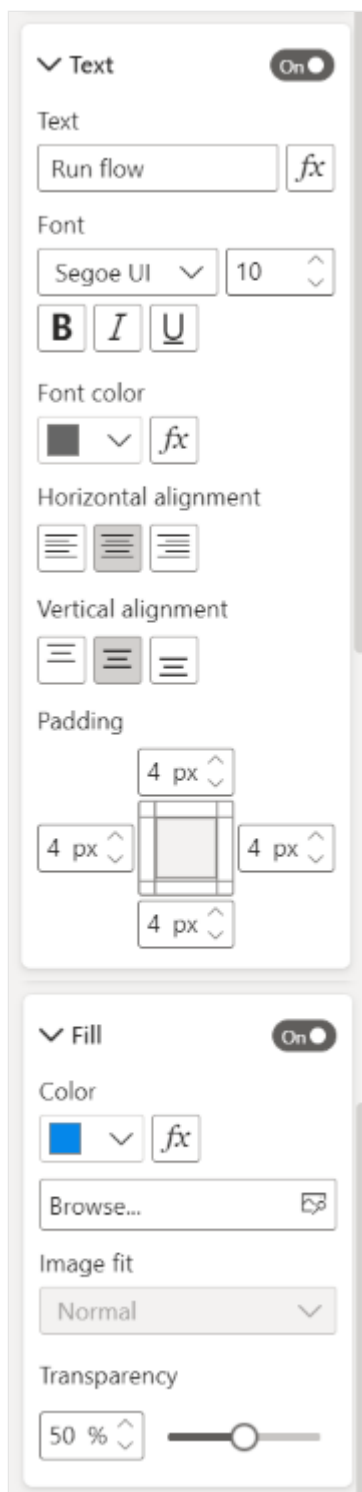 Text On
Text
Run flow fx
Font
Segoe UI 10
B I U
Font color
fx
Horizontal alignment
Vertical alignment
Padding
4 px
4 px 4 px
4 px
Fill On
Color
fx
Browse...
Image fit
Normal
Transparency
50 %